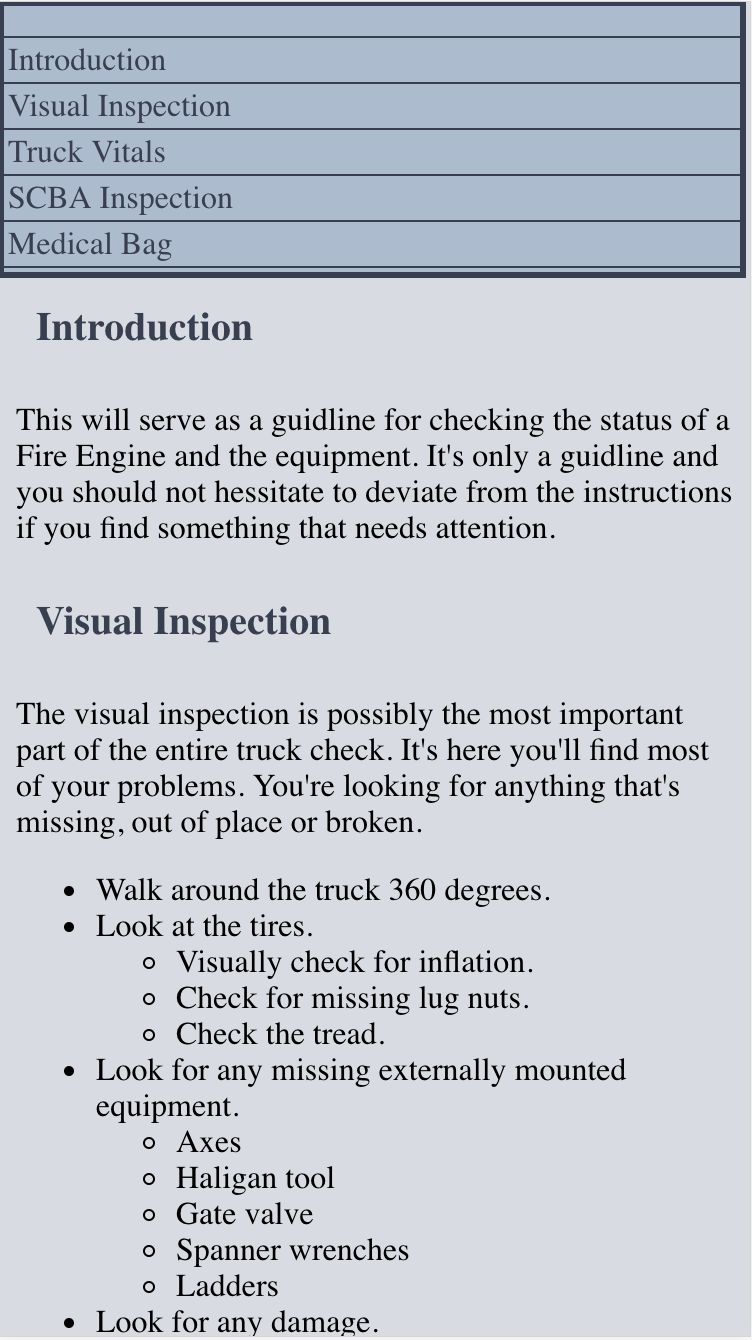 Introduction
Visual Inspection
Truck Vitals
SCBA Inspection
Medical Bag
Introduction
This will serve as a guidline for checking the status of a
Fire Engine and the equipment. It's only a guidline and
you should not hessitate to deviate from the instructions
if you find something that needs attention.
Visual Inspection
The visual inspection is possibly the most important
part of the entire truck check. It's here you'll find most
of your problems. You're looking for anything that's
missing, out of place or broken.
Walk around the truck 360 degrees.
Look at the tires.
Visually check for inflation.
Check for missing lug nuts.
Check the tread.
Look for any missing externally mounted
equipment.
Axes
Haligan tool
Gate valve
Spanner wrenches
Ladders
Look for any damage.